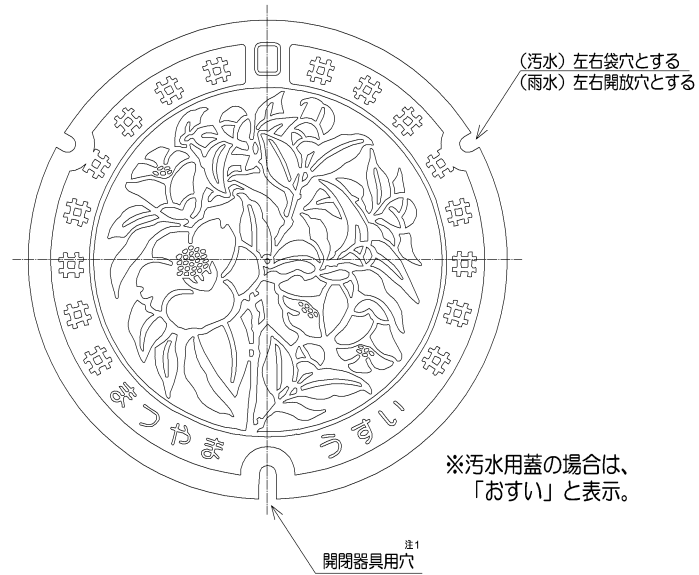 （汚水）左右袋穴とする
（雨水）左右開放穴とする
まつやま
うすい
※汚水用蓋の場合は、
「おすい」と表示。
注1
開閉器具用穴